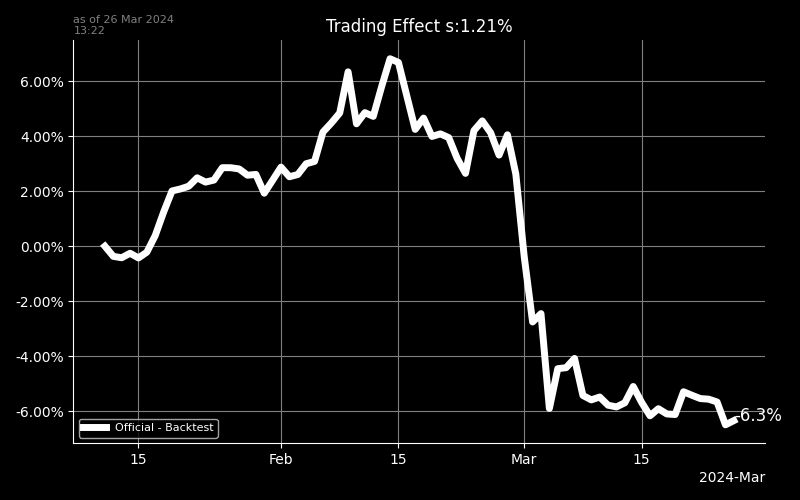 as of 26 Mar 2024
13:22
Trading Effect s:1.21%
6.00%
4.00%
2.00%
0.00%
-2.00%
-4.00%
-6.00%
-6.3%
Official - Backtest
15 Feb 15 Mar 15
2024-Mar